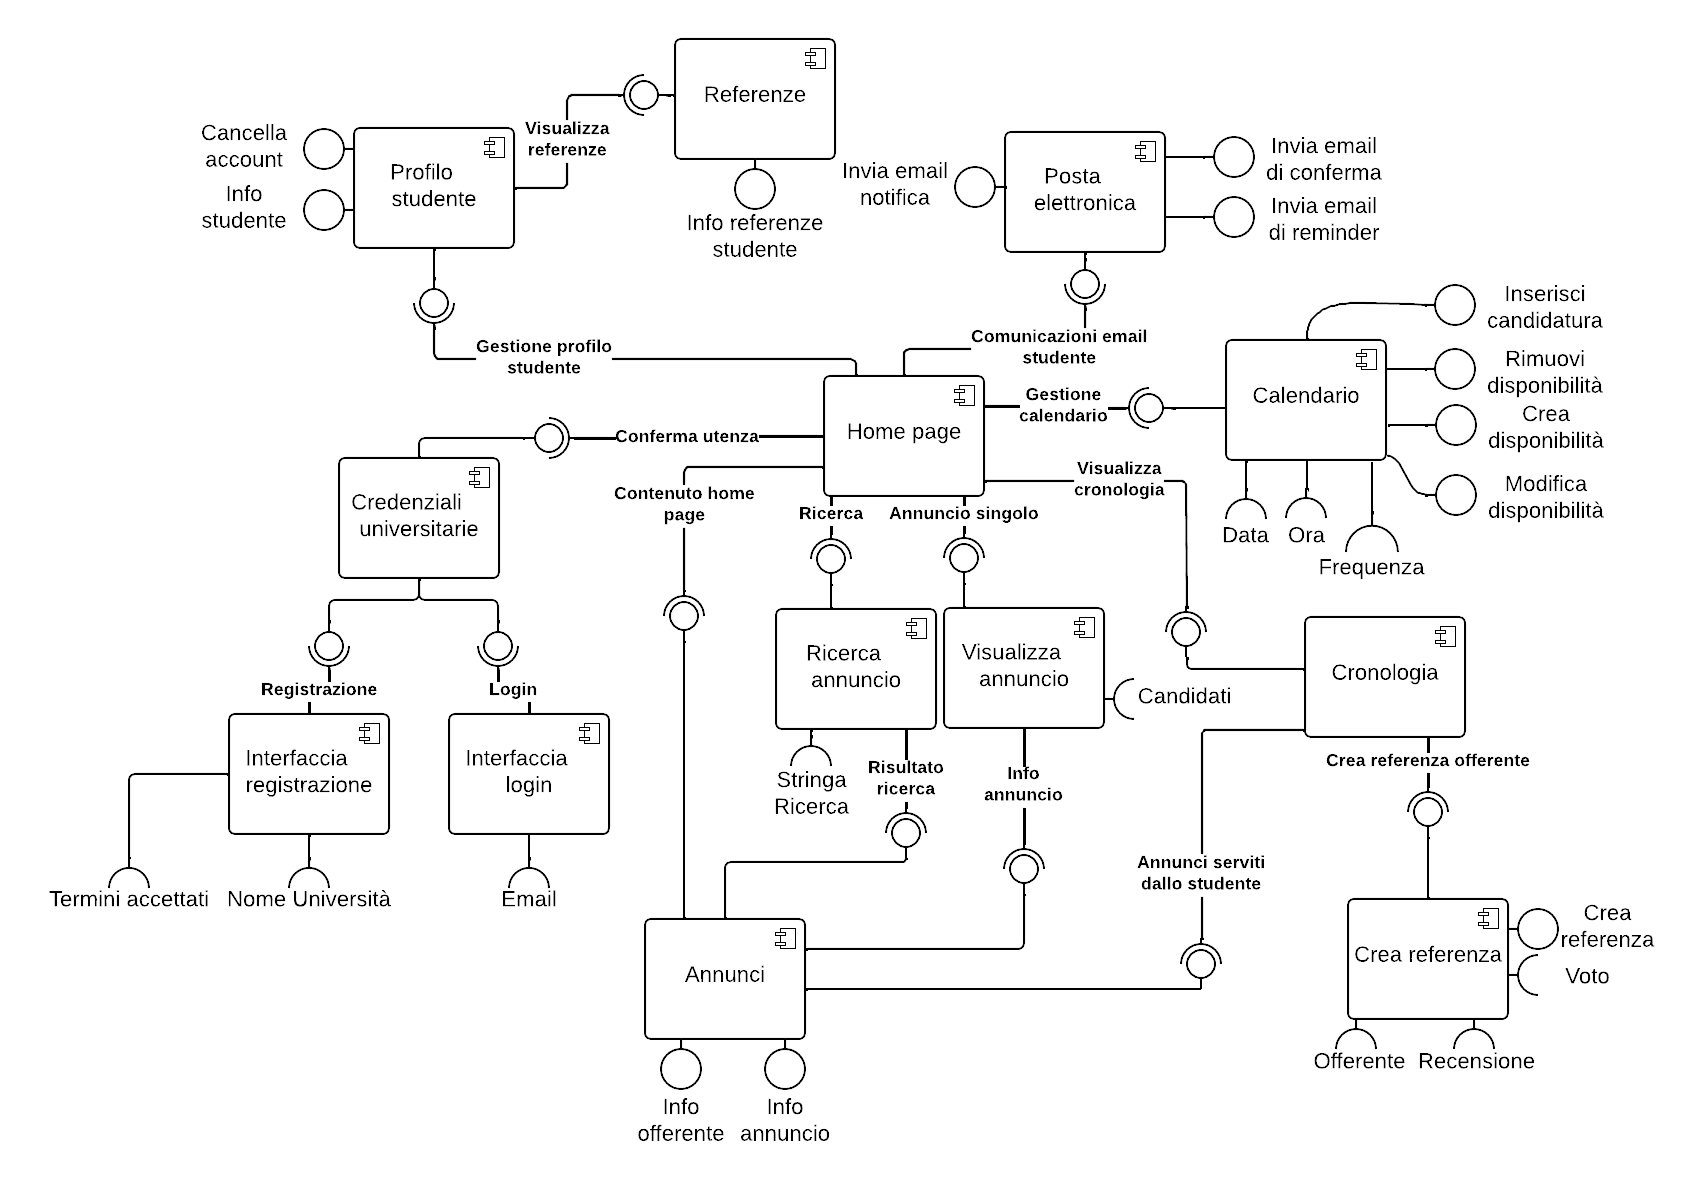 Referenze
Cancella
account
Info
studente
Profilo
studente
Visualizza
referenze
Info referenze
studente
Invia email
notifica
Posta
elettronica
Invia email
di conferma
Invia email
di reminder
Gestione profilo
studente
Comunicazioni email
studente
Inserisci
candidatura
Rimuovi
disponibilità
Crea
disponibilità
Modifica
disponibilità
Calendario
Gestione
calendario
Home page
Conferma utenza
Contenuto home
page
Visualizza
cronologia
Ricerca
Annuncio singolo
Data
Ora
Frequenza
Credenziali
universitarie
Registrazione
Login
Ricerca
annuncio
Visualizza
annuncio
Candidati
Cronologia
Interfaccia
registrazione
Interfaccia
login
Stringa
Ricerca
Risultato
ricerca
Info
annuncio
Crea referenza offerente
Termini accettati
Nome Università
Email
Annunci serviti
dallo studente
Annunci
Crea referenza
Crea
referenza
Voto
Offerente
Recensione
Info
offerente
Info
annuncio